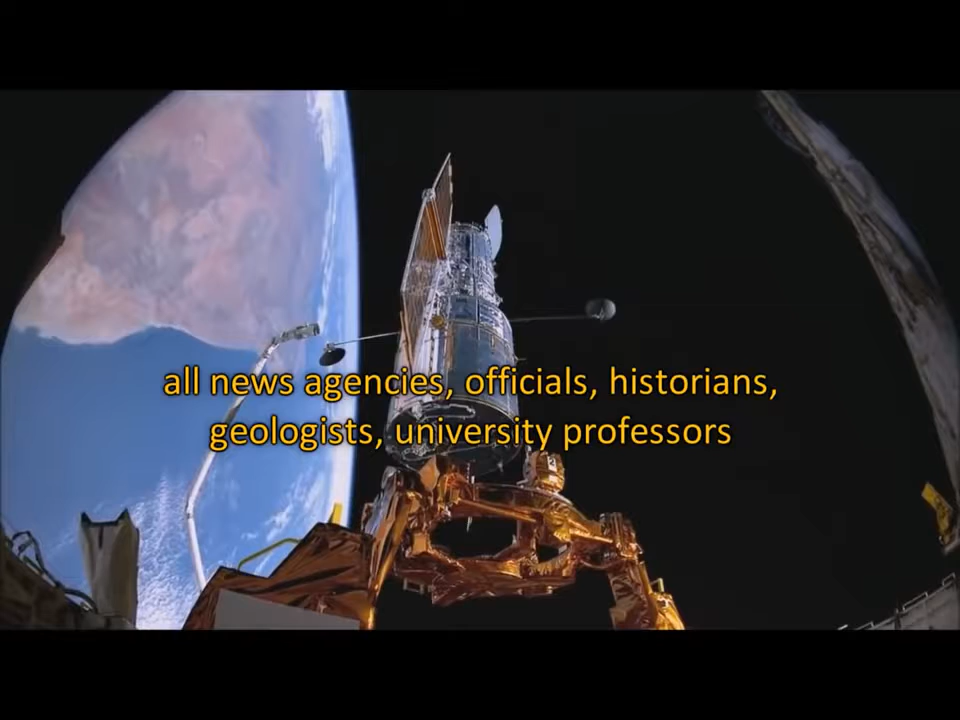 all news agencies, officials, historians,
geologists, university professors